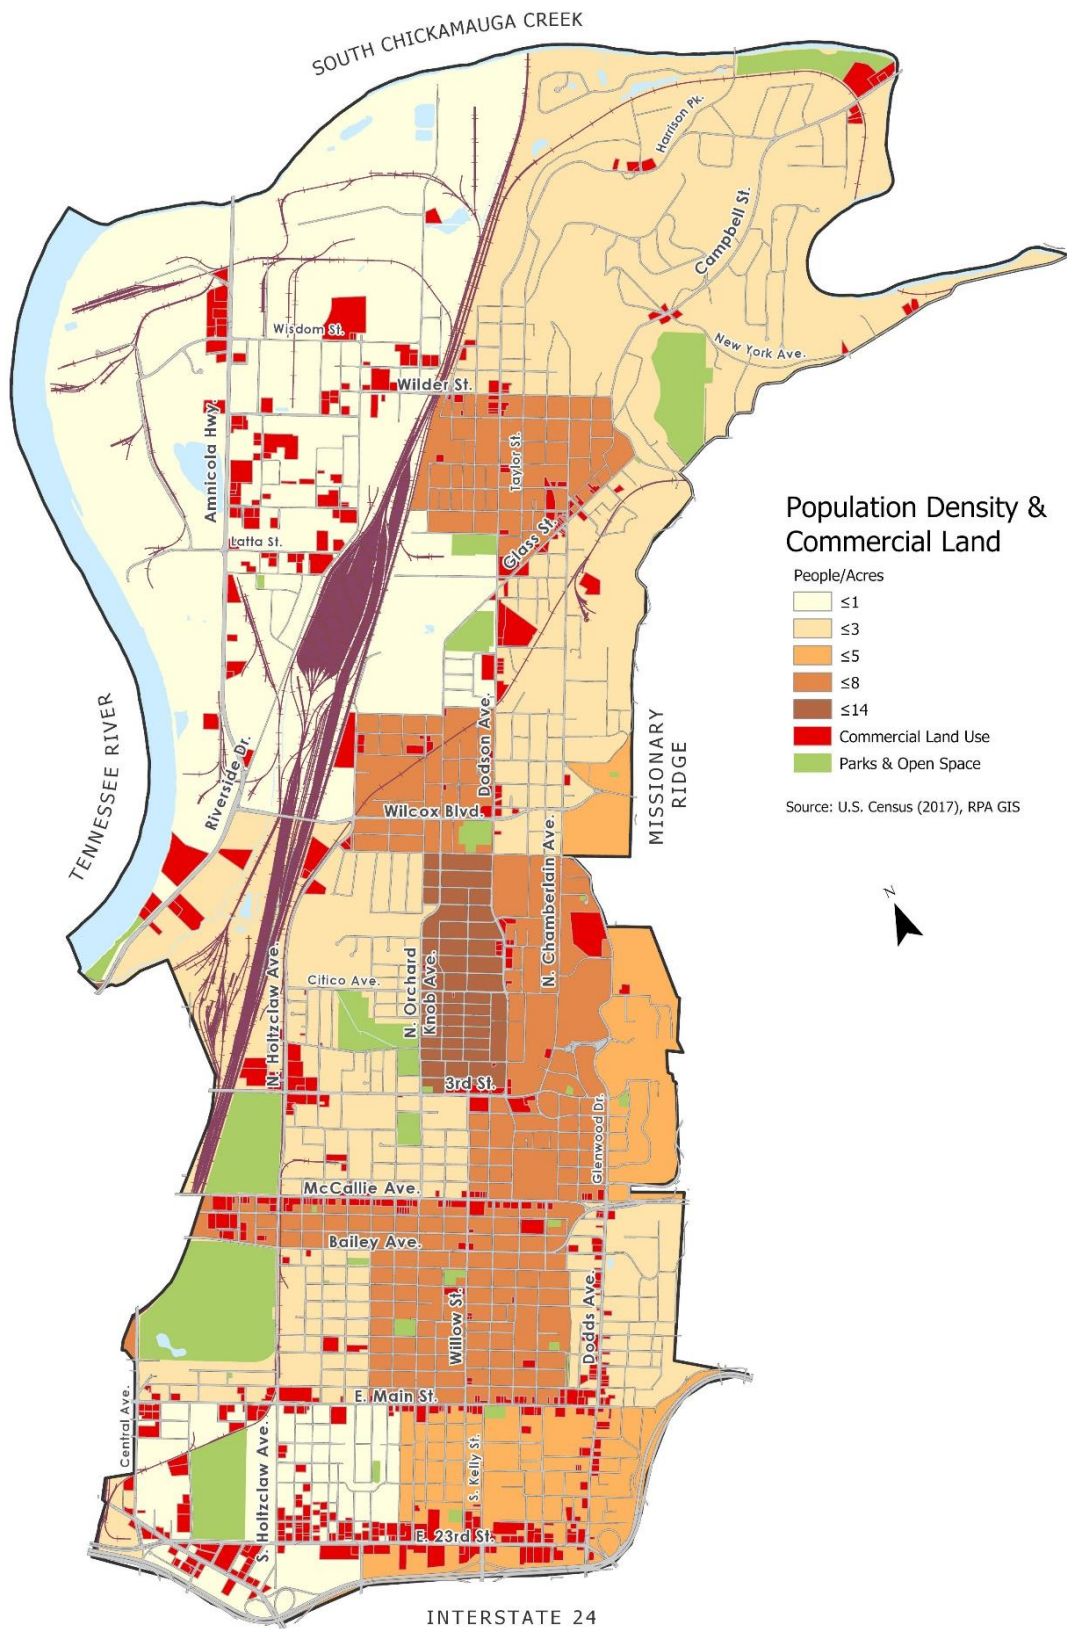 SOUTH CHICKAMAUGA CREEK
Harrison Pk.
Campbell St.
Wisdom St.
New York Ave.
Wilder St.
Amnicola Hwy.
Taylor St.
Glass St.
Latta St.
Population Density &
Commercial Land
People/Acres
≤1
≤3
≤5
≤8
≤14
Commercial Land Use
Parks & Open Space
Source: U.S. Census (2017), RPA GIS
TENNESSEE RIVER
MISSIONARY
RIDGE
Riverside Dr.
Dodson Ave.
Wilcox Blvd.
N. Chamberlain Ave.
N
N. Holtzclaw Ave.
Citico Ave.
N. Orchard
Knob Ave.
3rd St.
Glenwood Dr.
McCallie Ave.
Bailey Ave.
Willow St.
Dodds Ave.
E. Main St.
Central Ave.
S. Holtzclaw Ave.
S. Kelly St.
E. 23rd St.
INTERSTATE 24